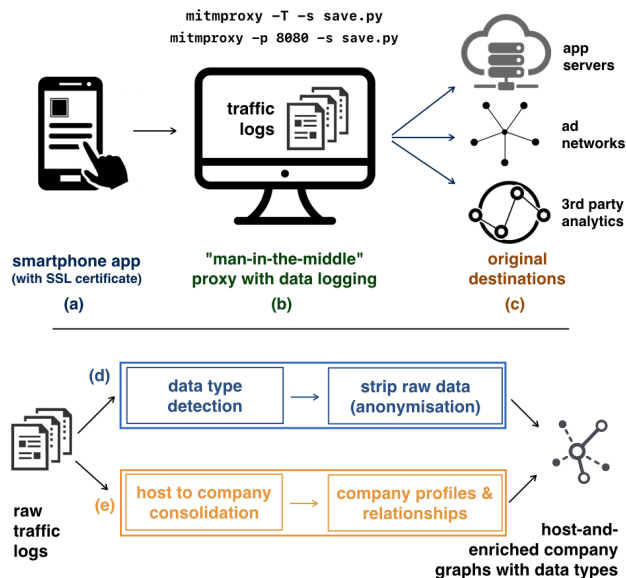 mitmproxy -T -s save.py
mitmproxy -p 8080 -s save.py
traffic
logs
app
servers
ad
networks
3rd party
analytics
smartphone app
(with SSL certificate)
(a)
"man-in-the-middle"
proxy with data logging
(b)
original
destinations
(c)
(d)
data type
detection
strip raw data
(anonymisation)
(e)
host to company
consolidation
company profiles &
relationships
raw
traffic
logs
host-and-
enriched company
graphs with data types